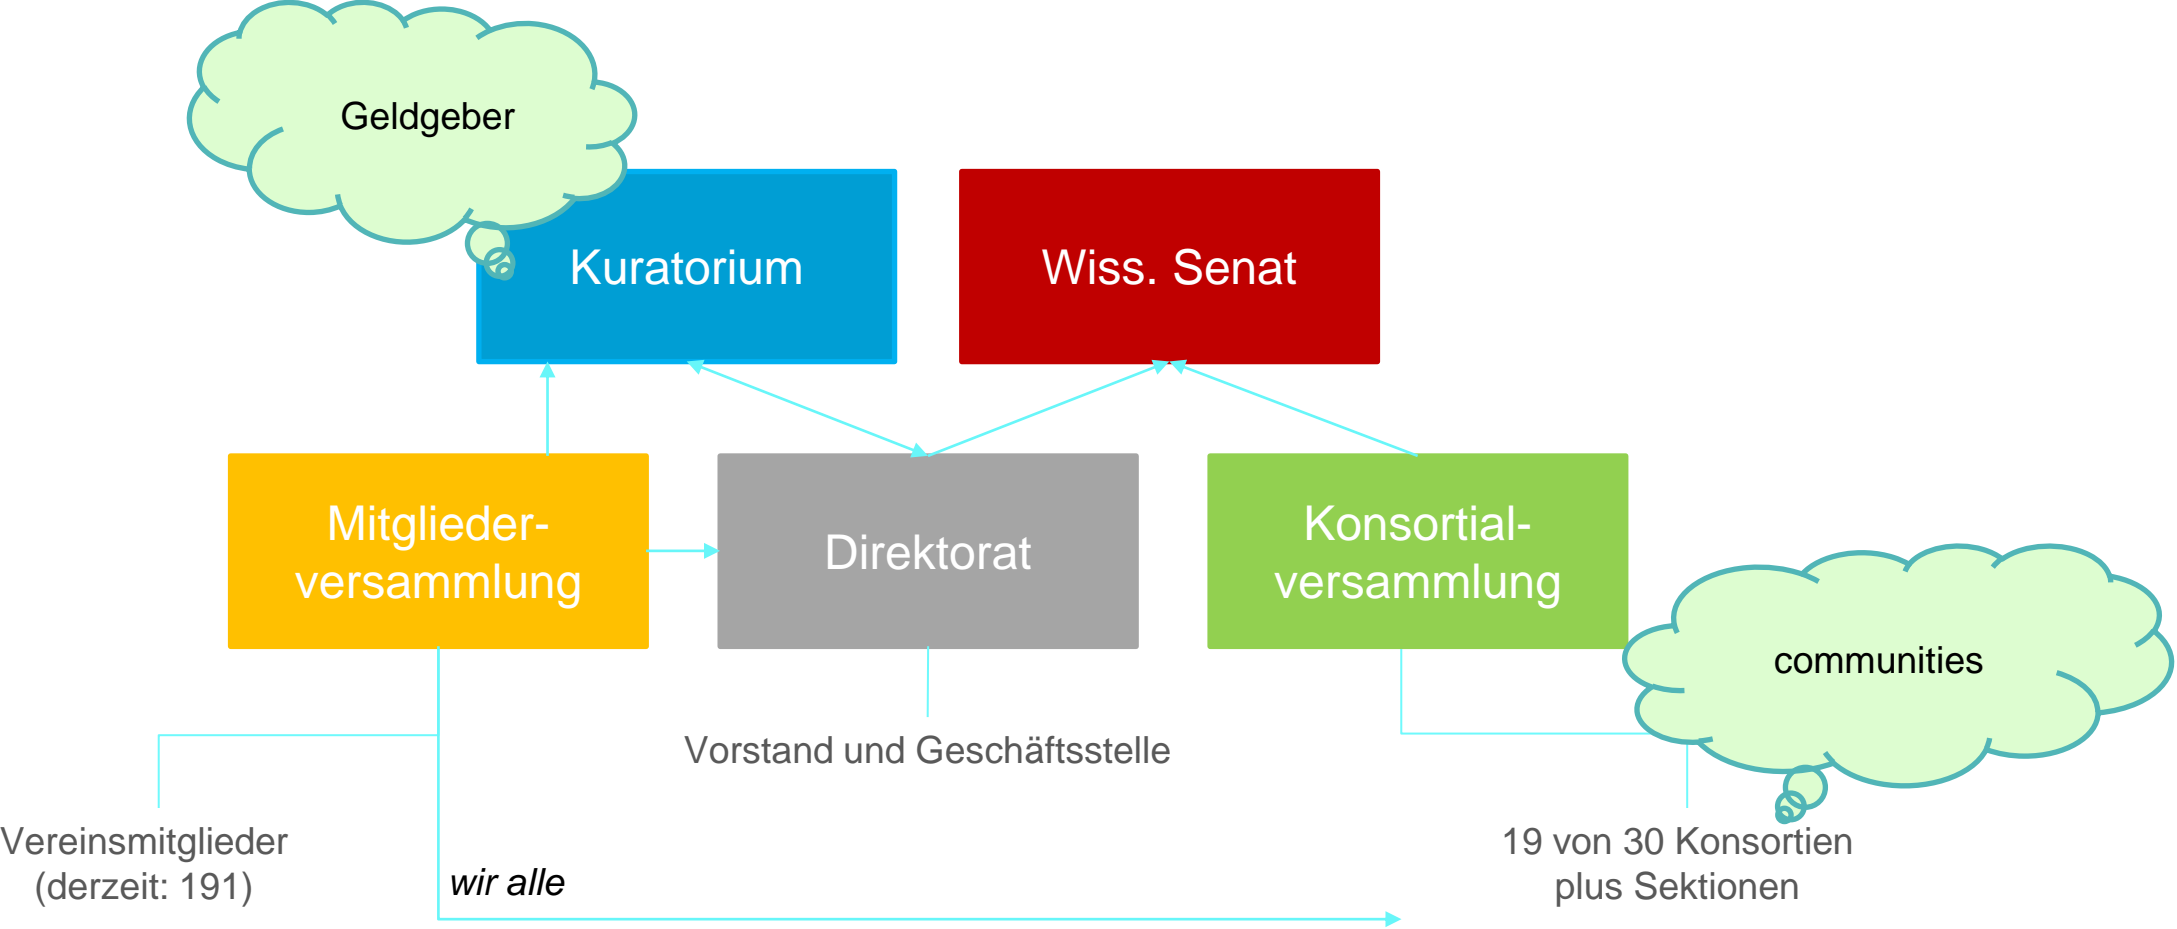 Geldgeber
Kuratorium
Wiss. Senat
Mitglieder-
versammlung
Direktorat
Konsortial-
versammlung
communities
Vorstand und Geschäftsstelle
Vereinsmitglieder
(derzeit: 191)
wir alle
19 von 30 Konsortien
plus Sektionen